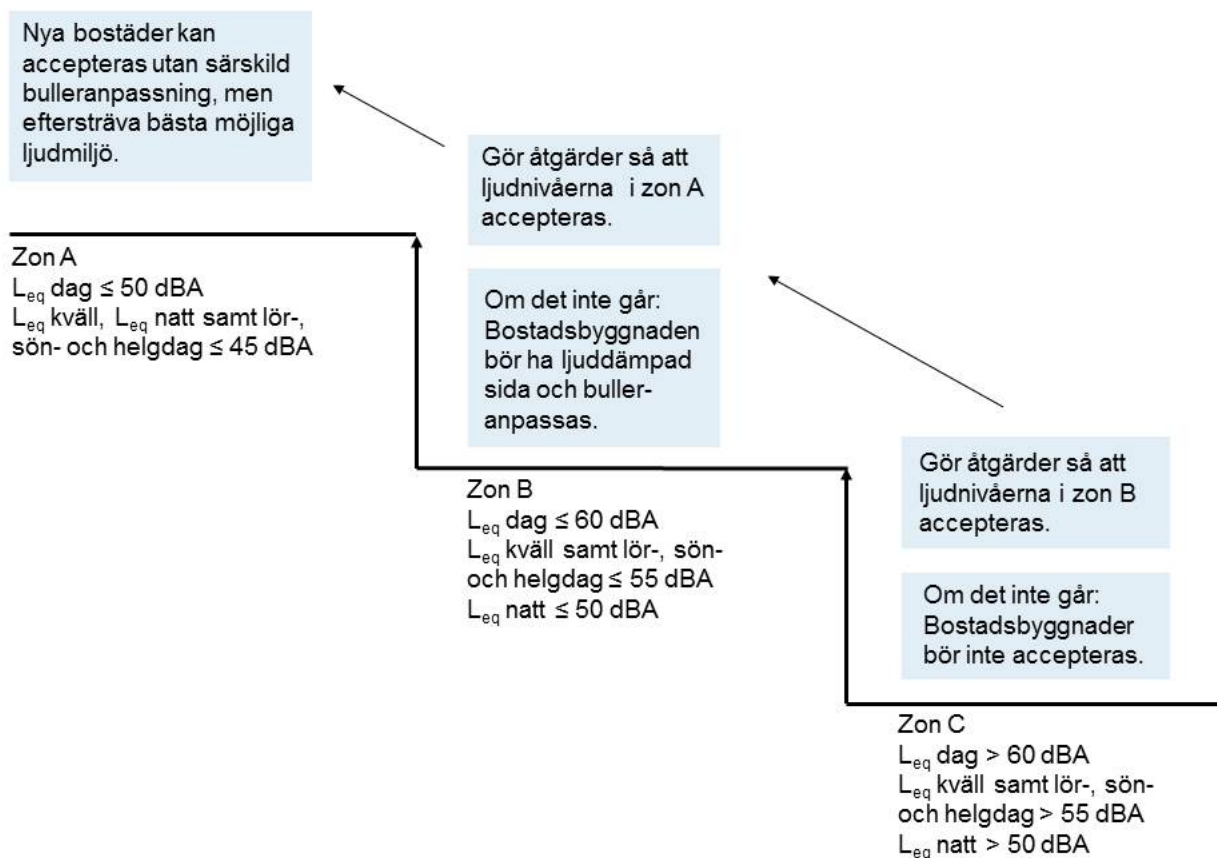 Nya bostäder kan
accepteras utan särskild
bulleranpassning, men
eftersträva bästa möjliga
ljudmiljö.
Zon A
Leq dag ≤ 50 dBA
Leq kväll, Leq natt samt lör-,
sön- och helgdag ≤ 45 dBA
Gör åtgärder så att
ljudnivåerna i zon A
accepteras.
Om det inte går:
Bostadsbyggnaden
bör ha ljuddämpad
sida och buller-
anpassas.
Zon B
Leq dag ≤ 60 dBA
Leq kväll samt lör-, sön-
och helgdag ≤ 55 dBA
Leq natt ≤ 50 dBA
Gör åtgärder så att
ljudnivåerna i zon B
accepteras.
Om det inte går:
Bostadsbyggnader
bör inte accepteras.
Zon C
Leq dag > 60 dBA
Leq kväll samt lör-, sön-
och helgdag > 55 dBA
Leq natt > 50 dBA